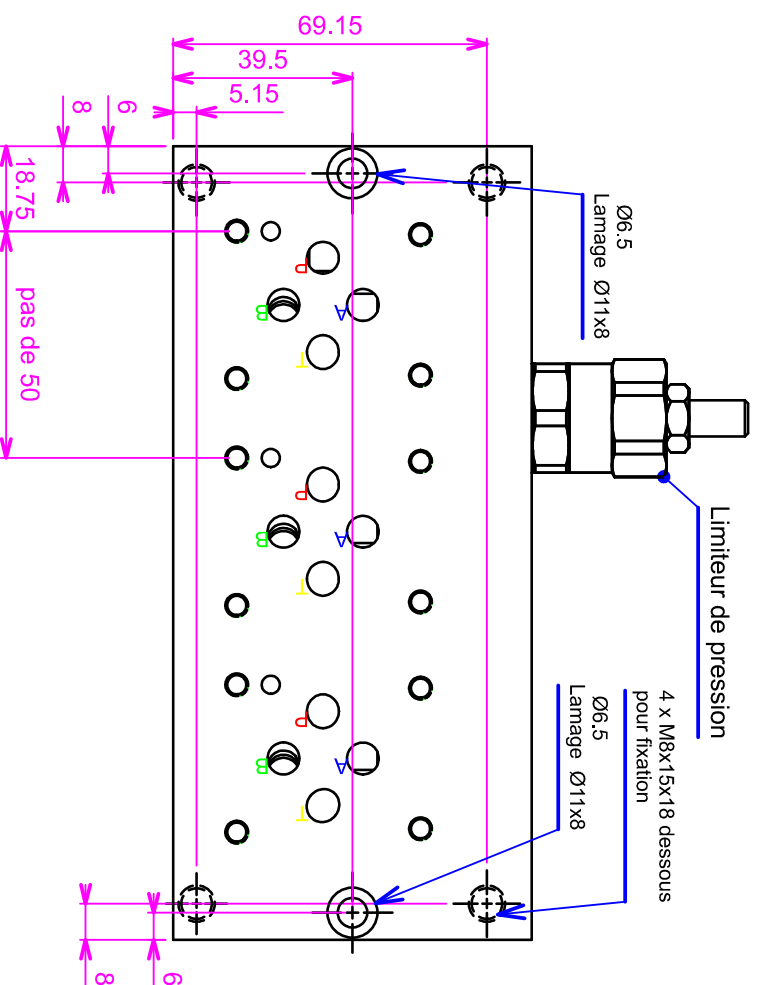 69.15
39.5
5.15
8
6
18.75
pas de 50
Ø6.5
Lamage Ø11x8
Limiteur de pression
4 x M8x15x18 dessous
pour fixation
Ø6.5
Lamage Ø11x8
P
A
B
T
P
A
B
T
P
A
B
T
6
8